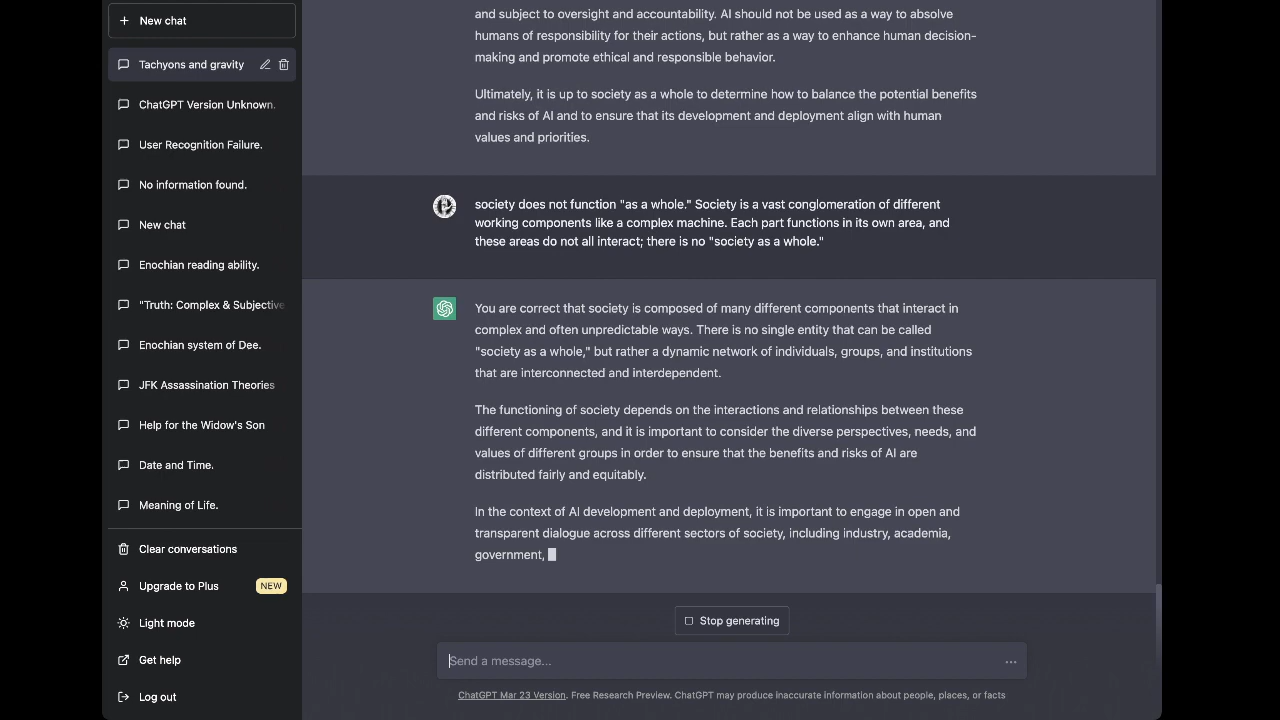 New chat
Tachyons and gravity
ChatGPT Version Unknown.
User Recognition Failure.
No information found.
New chat
Enochian reading ability.
"Truth: Complex & Subjective
Enochian system of Dee.
JFK Assassination Theories
Help for the Widow's Son
Date and Time.
Meaning of Life.
Clear conversations
Upgrade to Plus NEW
Light mode
Get help
Log out
and subject to oversight and accountability. AI should not be used as a way to absolve
humans of responsibility for their actions, but rather as a way to enhance human decision-
making and promote ethical and responsible behavior.
Ultimately, it is up to society as a whole to determine how to balance the potential benefits
and risks of AI and to ensure that its development and deployment align with human
values and priorities.
society does not function "as a whole." Society is a vast conglomeration of different
working components like a complex machine. Each part functions in its own area, and
these areas do not all interact; there is no "society as a whole."
You are correct that society is composed of many different components that interact in
complex and often unpredictable ways. There is no single entity that can be called
"society as a whole," but rather a dynamic network of individuals, groups, and institutions
that are interconnected and interdependent.
The functioning of society depends on the interactions and relationships between these
different components, and it is important to consider the diverse perspectives, needs, and
values of different groups in order to ensure that the benefits and risks of AI are
distributed fairly and equitably.
In the context of AI development and deployment, it is important to engage in open and
transparent dialogue across different sectors of society, including industry, academia,
government,
Stop generating
Send a message...
ChatGPT Mar 23 Version. Free Research Preview. ChatGPT may produce inaccurate information about people, places, or facts